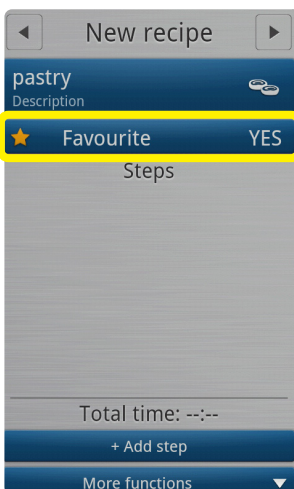 New recipe
pastry
Description
Favourite YES
Steps
Total time: --:--
+ Add step
More functions